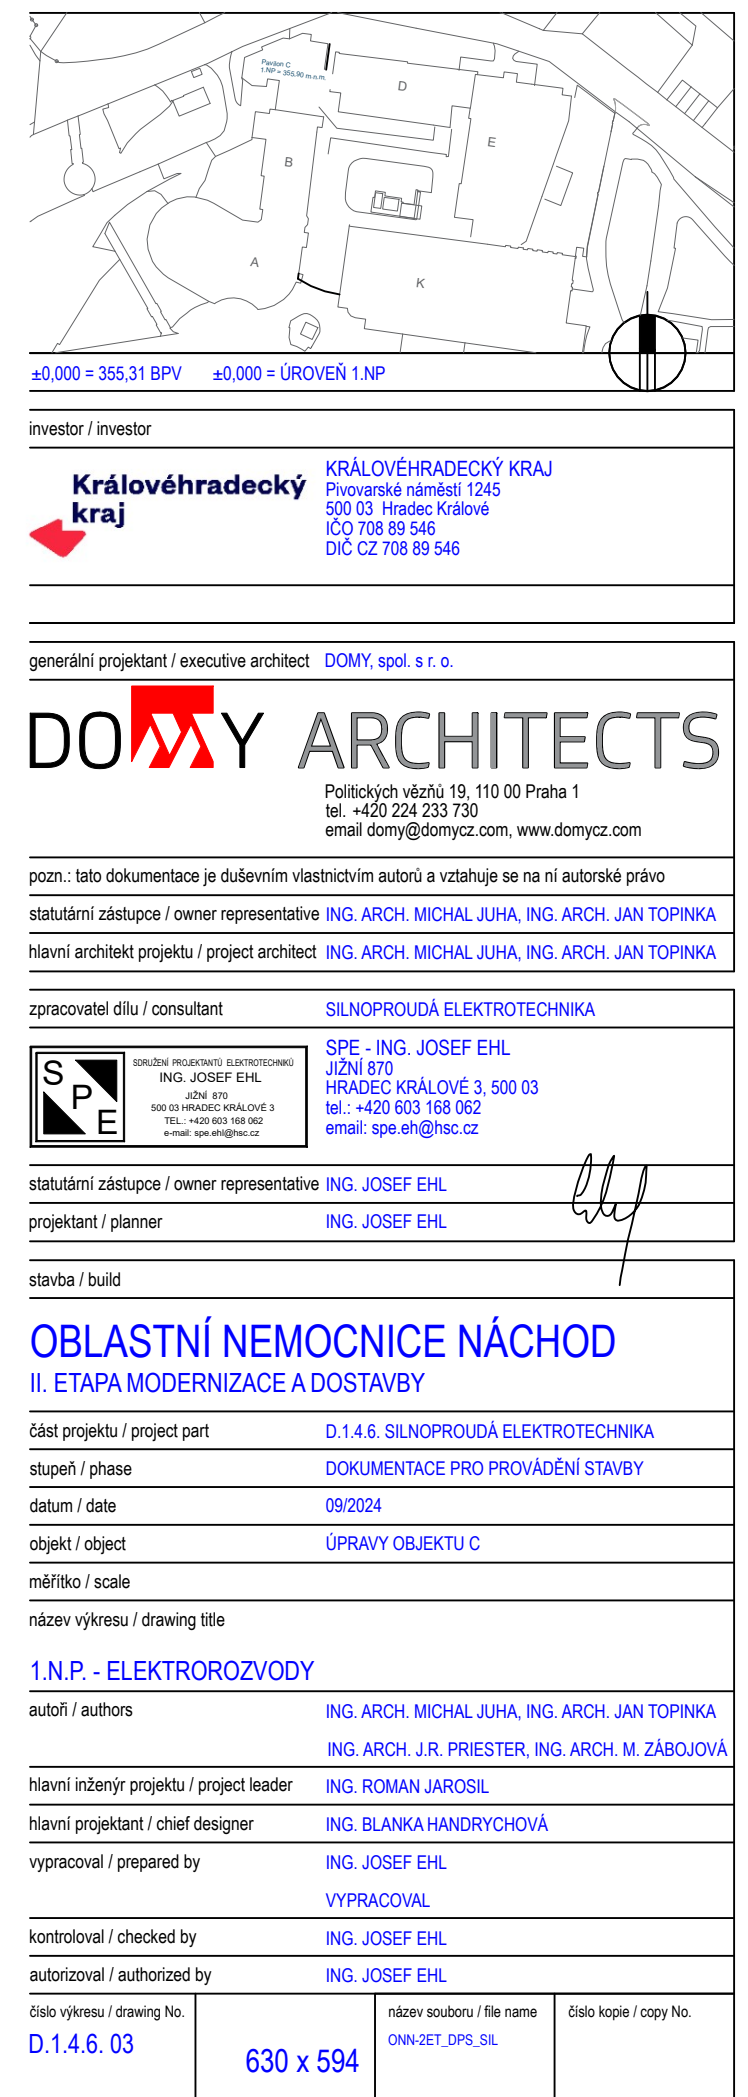 Pavilon C
1.NP = 355,90 m.n.m.
D
E
B
A
K
±0,000 = 355,31 BPV ±0,000 = ÚROVEŇ 1.NP
investor / investor
Královéhradecký
kraj
KRÁLOVÉHRADECKÝ KRAJ
Pivovarské náměstí 1245
500 03 Hradec Králové
IČO 708 89 546
DIČ CZ 708 89 546
generální projektant / executive architect DOMY, spol. s r. o.
DOMY ARCHITECTS
Politických vězňů 19, 110 00 Praha 1
tel. +420 224 233 730
email domy@domycz.com, www.domycz.com
pozn.: tato dokumentace je duševním vlastnictvím autorů a vztahuje se na ní autorské právo
statutární zástupce / owner representative ING. ARCH. MICHAL JUHA, ING. ARCH. JAN TOPINKA
hlavní architekt projektu / project architect ING. ARCH. MICHAL JUHA, ING. ARCH. JAN TOPINKA
zpracovatel dílu / consultant SILNOPROUDÁ ELEKTROTECHNIKA
SPE
SDRUŽENÍ PROJEKTANTŮ ELEKTROTECHNIKŮ
ING. JOSEF EHL
JIŽNÍ 870
500 03 HRADEC KRÁLOVÉ 3
TEL.: +420 603 168 062
e-mail: spe.ehl@hsc.cz
SPE - ING. JOSEF EHL
JIŽNÍ 870
HRADEC KRÁLOVÉ 3, 500 03
tel.: +420 603 168 062
email: spe.eh@hsc.cz
statutární zástupce / owner representative ING. JOSEF EHL
projektant / planner ING. JOSEF EHL
stavba / build
OBLASTNÍ NEMOCNICE NÁCHOD
II. ETAPA MODERNIZACE A DOSTAVBY
část projektu / project part D.1.4.6. SILNOPROUDÁ ELEKTROTECHNIKA
stupeň / phase DOKUMENTACE PRO PROVÁDĚNÍ STAVBY
datum / date 09/2024
objekt / object ÚPRAVY OBJEKTU C
měřítko / scale
název výkresu / drawing title
1.N.P. - ELEKTROROZVODY
autoři / authors ING. ARCH. MICHAL JUHA, ING. ARCH. JAN TOPINKA
ING. ARCH. J.R. PRIESTER, ING. ARCH. M. ZÁBOJOVÁ
hlavní inženýr projektu / project leader ING. ROMAN JAROSIL
hlavní projektant / chief designer ING. BLANKA HANDRYCHOVÁ
vypracoval / prepared by ING. JOSEF EHL
VYPRACOVAL
kontroloval / checked by ING. JOSEF EHL
autorizoval / authorized by ING. JOSEF EHL
číslo výkresu / drawing No.
D.1.4.6. 03
630 x 594
název souboru / file name
ONN-2ET_DPS_SIL
číslo kopie / copy No.